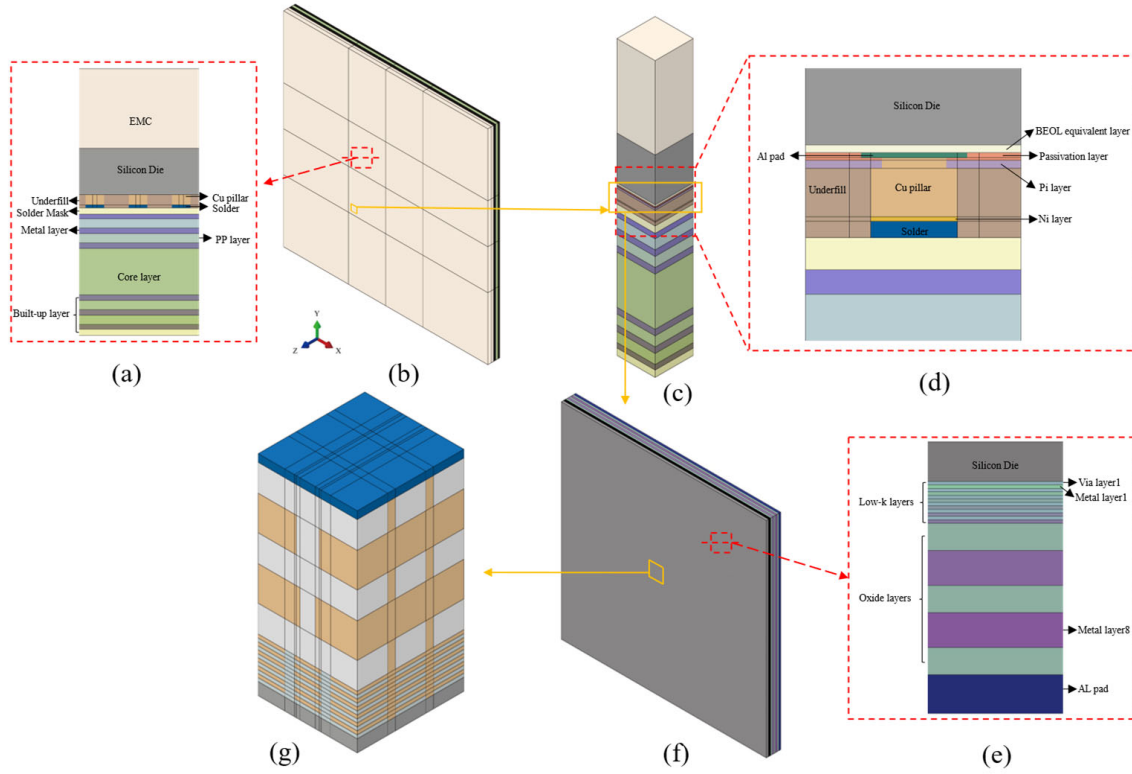 EMC
Silicon Die
Underfill
Cu pillar
Solder
Solder Mask
Metal layer
PP layer
Core layer
Built-up layer
(a)
Y
Z
X
(b)
(c)
Silicon Die
BEOL equivalent layer
Al pad
Passivation layer
Underfill
Cu pillar
Pi layer
Ni layer
Solder
(d)
Silicon Die
Via layer1
Metal layer1
Low-k layers
Oxide layers
Metal layer8
AL pad
(g)
(f)
(e)